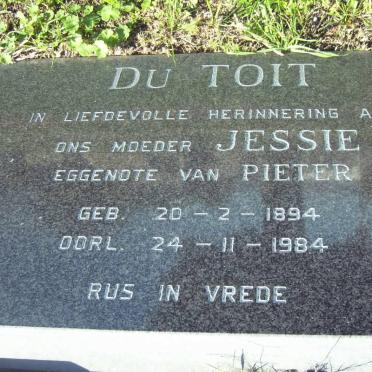 DU TOIT
IN LIEFDEVOLLE HERINNERING A
ONS MOEDER JESSIE
EGGENOTE VAN PIETER
GEB. 20-2-1894
OORL. 24-11-1984
RUS IN VREDE